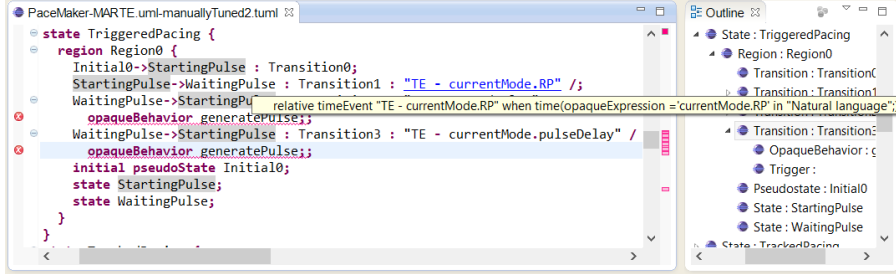 PaceMaker-MARTE.uml-manuallyTuned2.tuml
state TriggeredPacing {
region Region0 {
Initial0->StartingPulse : Transition0;
StartingPulse->WaitingPulse : Transition1 : "TE - currentMode.RP" /;
WaitingPulse->StartingPu
relative timeEvent "TE - currentMode.RP" when time(opaqueExpression ='currentMode.RP' in "Natural language";
opaqueBehavior generatePulse;;
WaitingPulse->StartingPulse : Transition3 : "TE - currentMode.pulseDelay" /
opaqueBehavior generatePulse;;
initial pseudoState Initial0;
state StartingPulse;
state WaitingPulse;
}
}
Outline
State : TriggeredPacing
Region : Region0
Transition : Transition0
Transition : Transition1
Transition : Transition3
OpaqueBehavior : g
Trigger :
Pseudostate : Initial0
State : StartingPulse
State : WaitingPulse
State : TrackedPacing